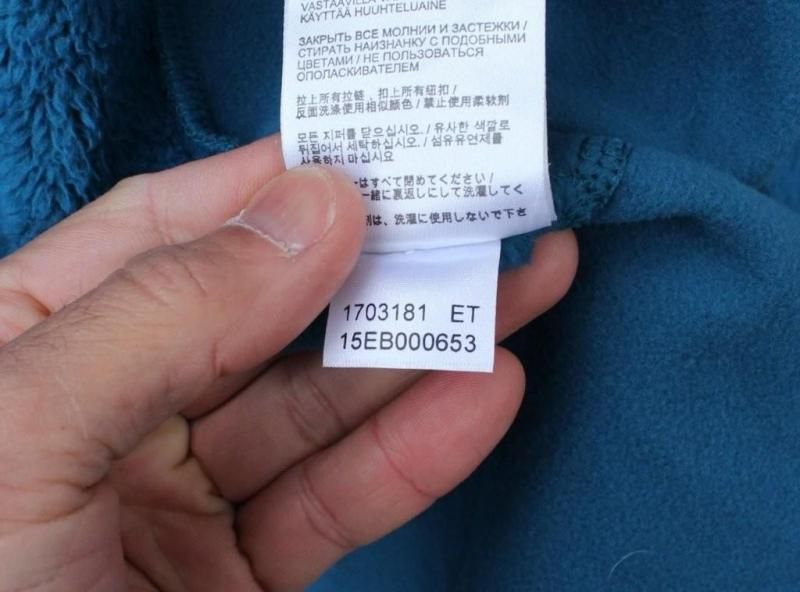 VASTAAVILLA
KÄYTTÄÄ HUUHTELUAINE
ЗАКРЫТЬ ВСЕ МОЛНИИ И ЗАСТЕЖКИ /
СТИРАТЬ НАИЗНАНКУ С ПОДОБНЫМИ
ЦВЕТАМИ / НЕ ПОЛЬЗОВАТЬСЯ
ОПОЛАСКИВАТЕЛЕМ
拉上所有拉链，扣上所有纽扣 /
反面洗涤使用相似颜色 / 禁止使用柔软剂
모든 지퍼를 닫으십시오. / 유사한 색깔로
뒤집어서 세탁하십시오. / 섬유유연제를
사용하지 마십시오
はすべて閉めてください /
一緒に裏返しにして洗濯してく
剤は、洗濯に使用しないで下さ
1703181 ET
15EB000653